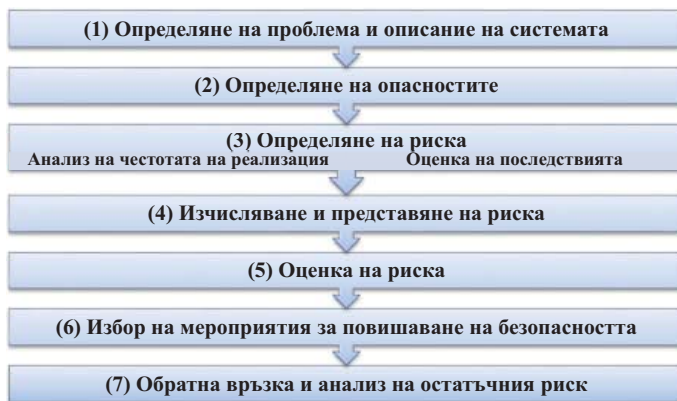 (1) Определяне на проблема и описание на системата
(2) Определяне на опасностите
(3) Определяне на риска
Анализ на честотата на реализация Оценка на последствията
(4) Изчисляване и представяне на риска
(5) Оценка на риска
(6) Избор на мероприятия за повишаване на безопасността
(7) Обратна връзка и анализ на остатъчния риск